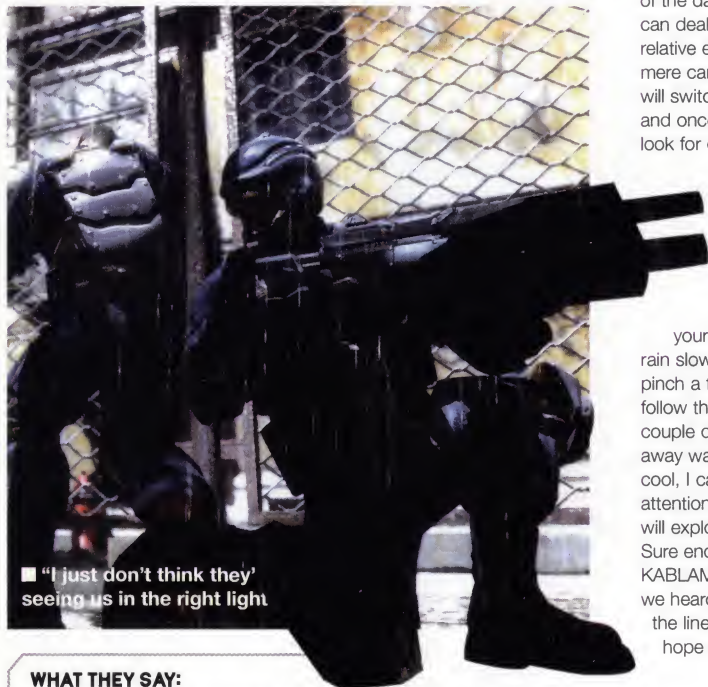 of the da
can deal
relative e
mere car
will switc
and once
look for
your
rain slow
pinch a
follow th
couple
away wa
cool, I ca
attention
will explo
Sure eno
KABLAM
we heard
the line
hope
"I just don't think they'
seeing us in the right light
WHAT THEY SAY: